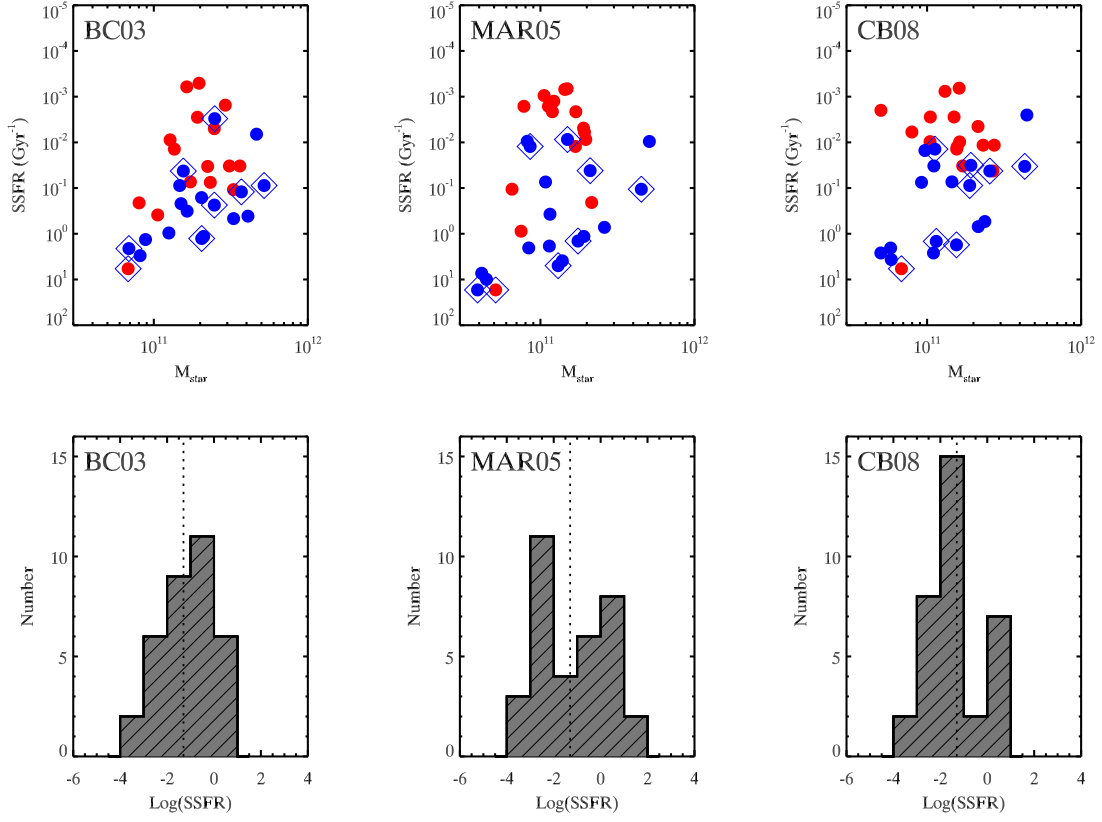 BC03
MAR05
CB08
10⁻⁵
10⁻⁴
10⁻³
10⁻²
10⁻¹
10⁰
10¹
10²
SSFR (Gyr⁻¹)
10¹¹
10¹²
M_star
10⁻⁵
10⁻⁴
10⁻³
10⁻²
10⁻¹
10⁰
10¹
10²
SSFR (Gyr⁻¹)
10¹¹
10¹²
M_star
10⁻⁵
10⁻⁴
10⁻³
10⁻²
10⁻¹
10⁰
10¹
10²
SSFR (Gyr⁻¹)
10¹¹
10¹²
M_star
BC03
MAR05
CB08
15
10
5
0
Number
-6 -4 -2 0 2 4
Log(SSFR)
15
10
5
0
Number
-6 -4 -2 0 2 4
Log(SSFR)
15
10
5
0
Number
-6 -4 -2 0 2 4
Log(SSFR)